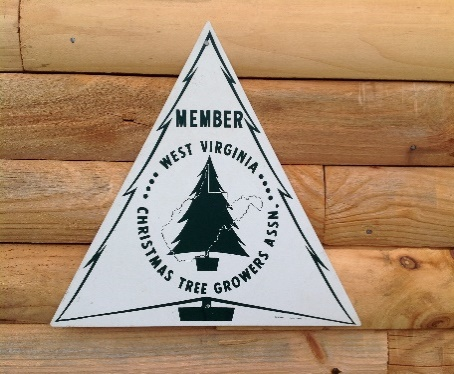 MEMBER
WEST VIRGINIA
CHRISTMAS TREE GROWERS ASSN.